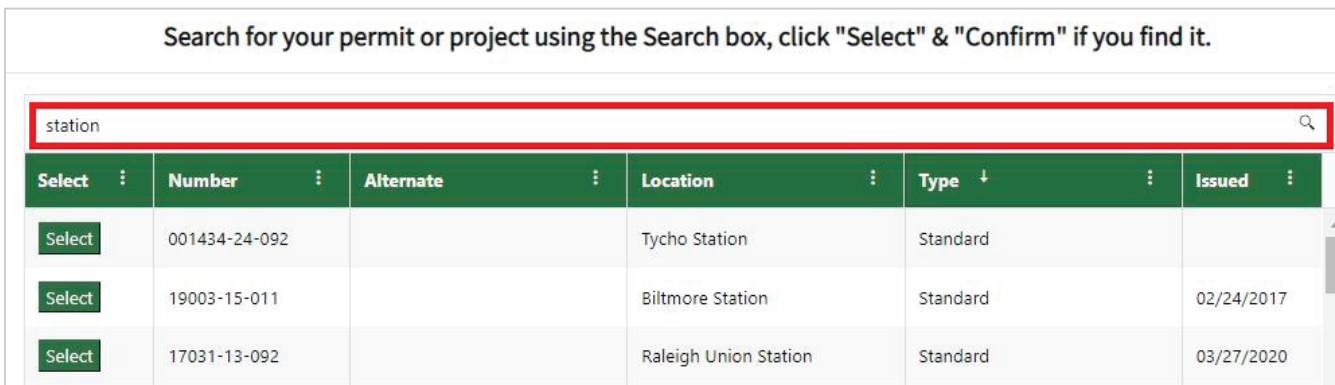 Search for your permit or project using the Search box, click "Select" & "Confirm" if you find it.
station
Select Number Alternate Location Type Issued
Select 001434-24-092 Tycho Station Standard
Select 19003-15-011 Biltmore Station Standard 02/24/2017
Select 17031-13-092 Raleigh Union Station Standard 03/27/2020